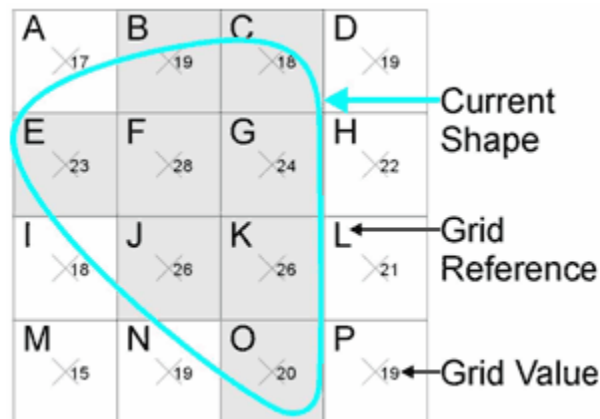 A B C D
17 19 18 19
Current
Shape
E F G H
23 28 24 22
I J K L
Grid
Reference
18 26 26 21
M N O P
15 19 20 19
Grid Value